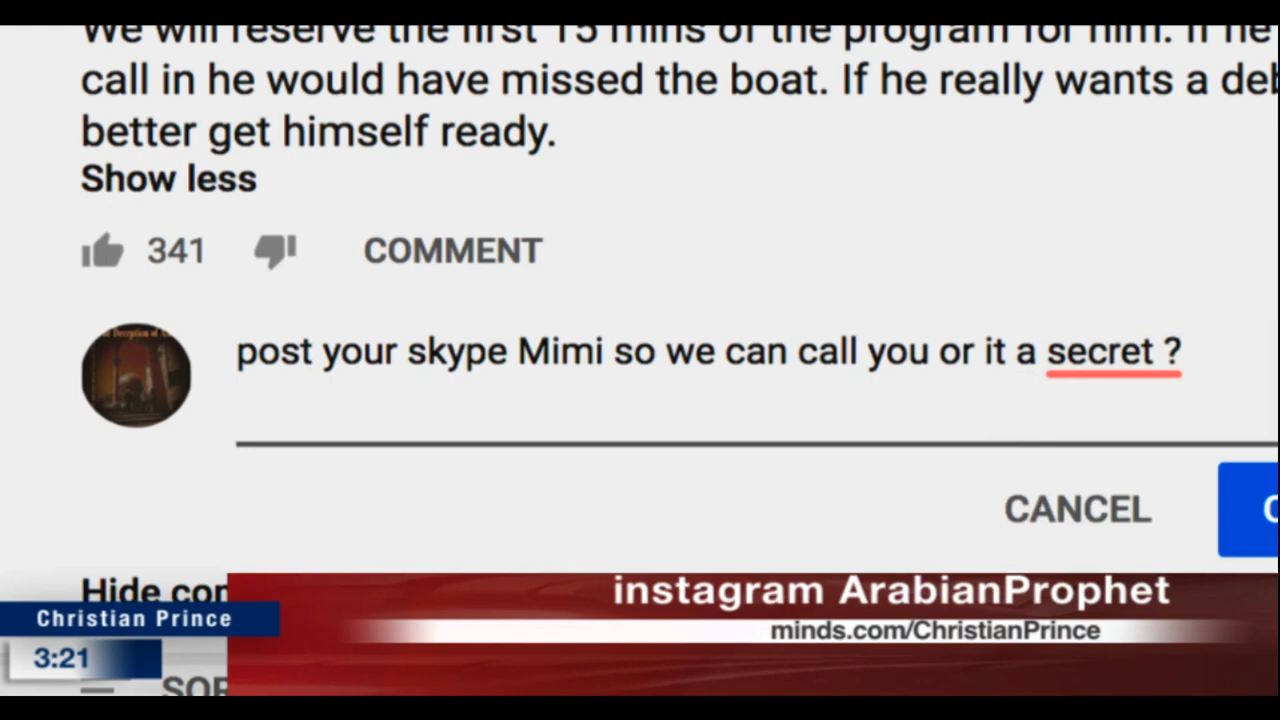 We will reserve the first 15 mins of the program for him. If he
call in he would have missed the boat. If he really wants a
better get himself ready.
Show less
341 COMMENT
post your skype Mimi so we can call you or it a secret ?
CANCEL
Hide
instagram ArabianProphet
Christian Prince
minds.com/ChristianPrince
3:21